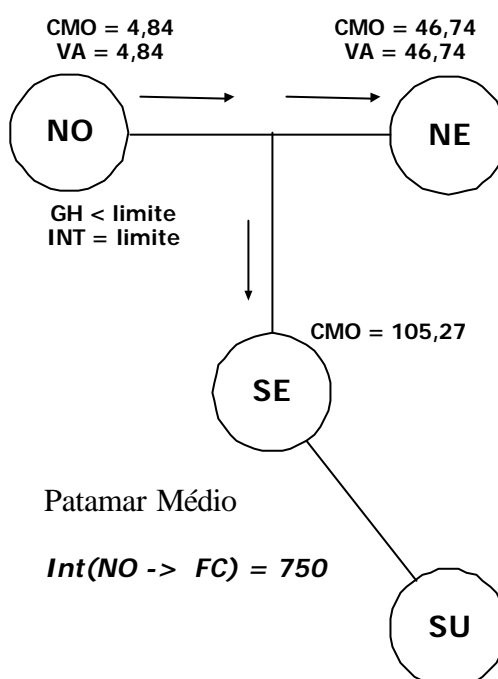 CMO = 4,84
VA = 4,84
CMO = 46,74
VA = 46,74
NO
NE
GH < limite
INT = limite
CMO = 105,27
SE
Patamar Médio
Int(NO -> FC) = 750
SU